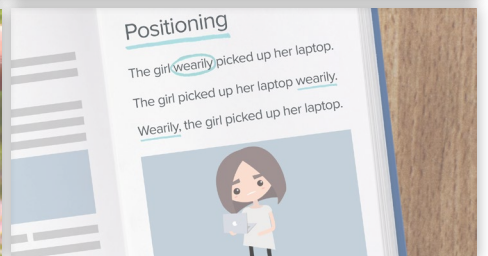 Positioning
The girl wearily picked up her laptop.
The girl picked up her laptop wearily.
Wearily, the girl picked up her laptop.